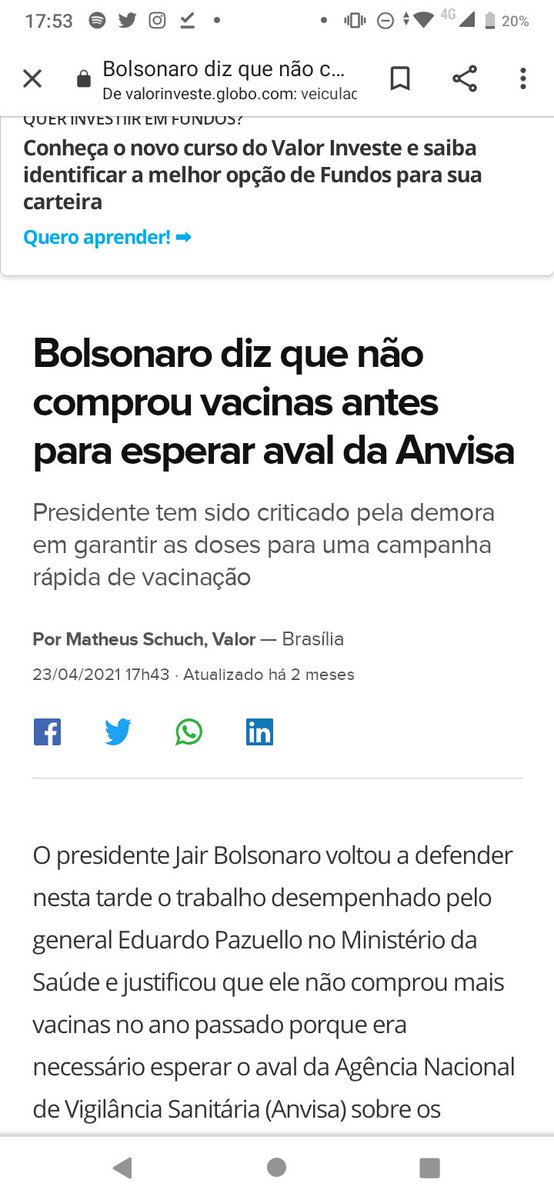 17:53
4G
20%
Bolsonaro diz que não c...
De valorinveste.globo.com: veiculad
QUER INVESTIR EM FUNDOS?
Conheça o novo curso do Valor Investe e saiba
identificar a melhor opção de Fundos para sua
carteira
Quero aprender! ➡
Bolsonaro diz que não
comprou vacinas antes
para esperar aval da Anvisa
Presidente tem sido criticado pela demora
em garantir as doses para uma campanha
rápida de vacinação
Por Matheus Schuch, Valor — Brasília
23/04/2021 17h43 · Atualizado há 2 meses
O presidente Jair Bolsonaro voltou a defender
nesta tarde o trabalho desempenhado pelo
general Eduardo Pazuello no Ministério da
Saúde e justificou que ele não comprou mais
vacinas no ano passado porque era
necessário esperar o aval da Agência Nacional
de Vigilância Sanitária (Anvisa) sobre os